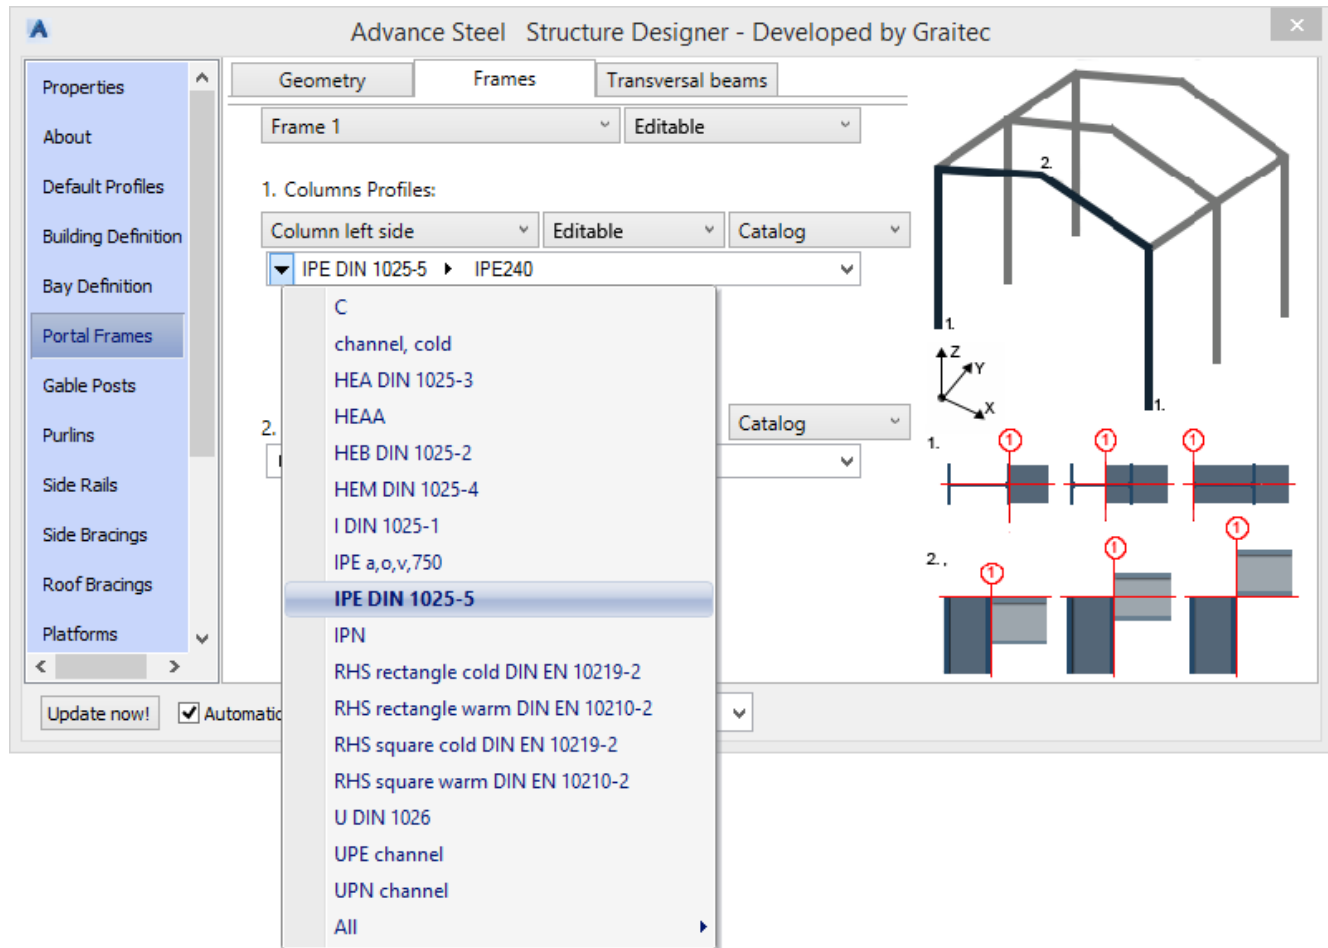 Advance Steel Structure Designer - Developed by Graitec
Properties
About
Default Profiles
Building Definition
Bay Definition
Portal Frames
Gable Posts
Purlins
Side Rails
Side Bracings
Roof Bracings
Platforms
Geometry
Frames
Transversal beams
Frame 1
Editable
1. Columns Profiles:
Column left side
Editable
Catalog
IPE DIN 1025-5
IPE240
C
channel, cold
HEA DIN 1025-3
HEAA
HEB DIN 1025-2
HEM DIN 1025-4
I DIN 1025-1
IPE a,o,v,750
IPE DIN 1025-5
IPN
RHS rectangle cold DIN EN 10219-2
RHS rectangle warm DIN EN 10210-2
RHS square cold DIN EN 10219-2
RHS square warm DIN EN 10210-2
U DIN 1026
UPE channel
UPN channel
All
2.
Catalog
2.
1.
1.
Z
Y
X
1.
1
1
1
2.,
1
1
1
Update now!